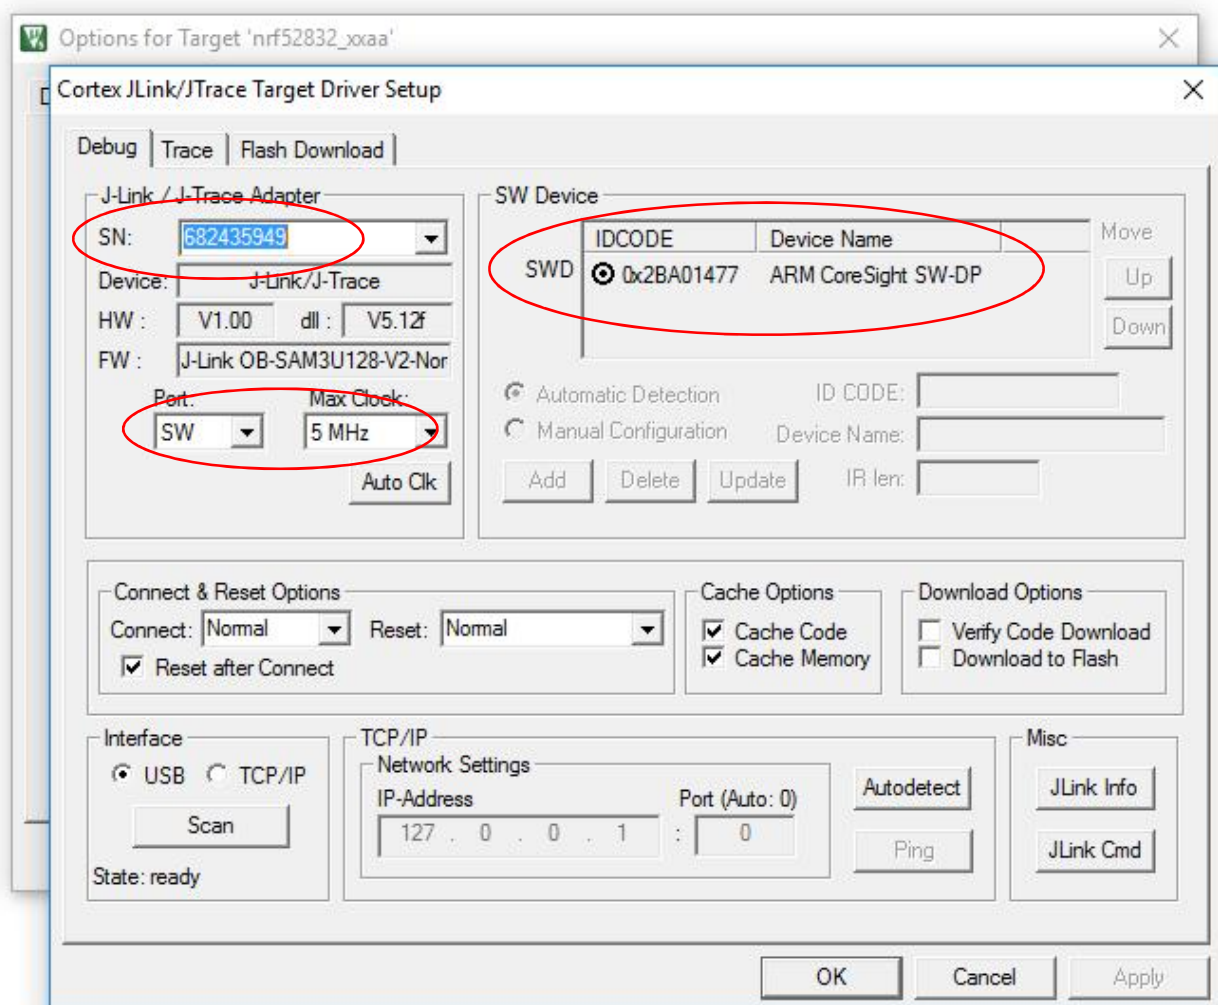 Options for Target 'nrf52832_xxaa'
Cortex JLink/JTrace Target Driver Setup
Debug Trace Flash Download
J-Link / J-Trace Adapter
SN: 682435949
Device: J-Link/J-Trace
HW : V1.00 dll : V5.12f
FW : J-Link OB-SAM3U128-V2-Nor
Port: Max Clock:
SW 5 MHz
Auto Clk
SW Device
IDCODE Device Name Move
SWD 0x2BA01477 ARM CoreSight SW-DP Up
Down
Automatic Detection ID CODE:
Manual Configuration Device Name:
Add Delete Update IR len:
Connect & Reset Options
Connect: Normal Reset: Normal
Reset after Connect
Cache Options
Cache Code
Cache Memory
Download Options
Verify Code Download
Download to Flash
Interface
USB TCP/IP
Scan
State: ready
TCP/IP
Network Settings
IP-Address Port (Auto: 0)
127 . 0 . 0 . 1 : 0
Autodetect
Ping
Misc
JLink Info
JLink Cmd
OK Cancel Apply